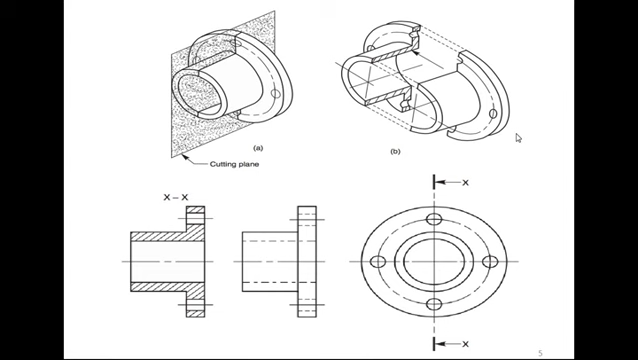 (a)
(b)
Cutting plane
X – X
X
X
5